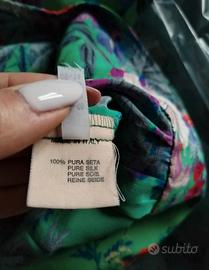 100% PURA SETA
PURE SILK
PURE SOIE
REINE SEIDE
subito